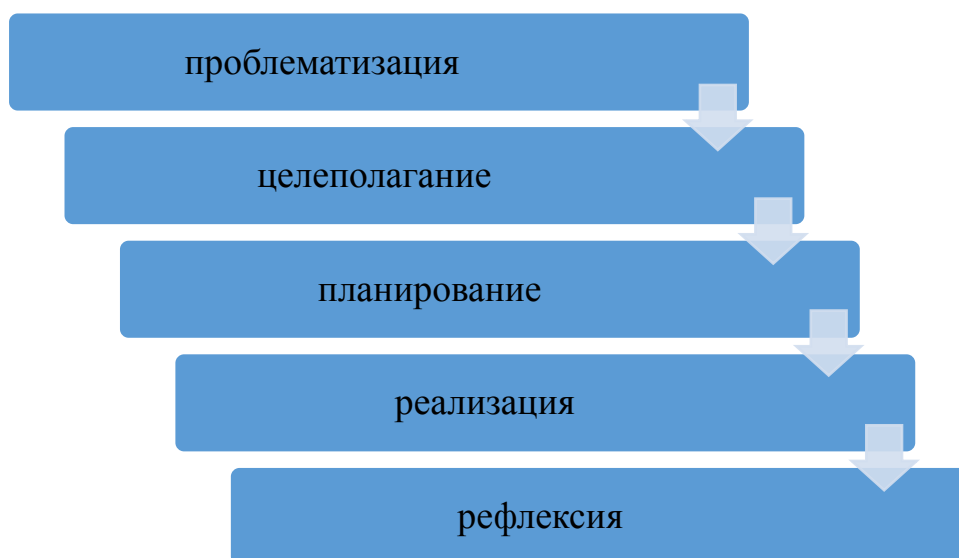 проблематизация
целеполагание
планирование
реализация
рефлексия